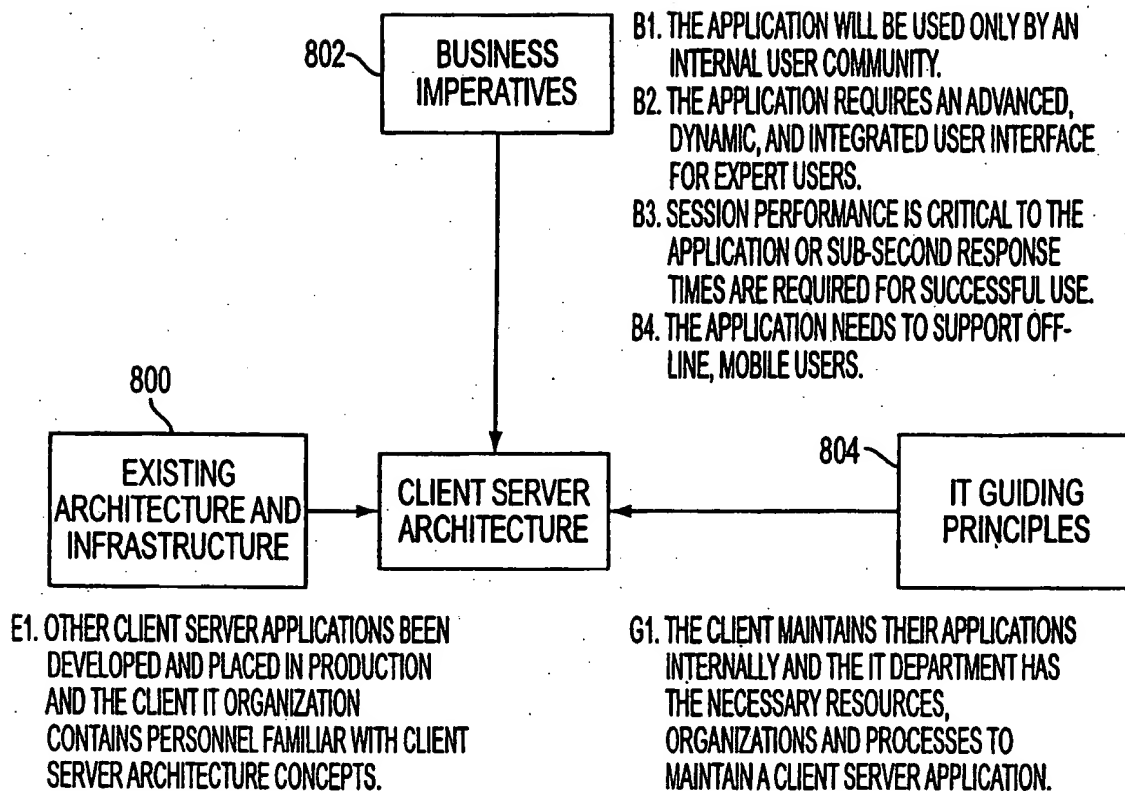 802
BUSINESS
IMPERATIVES
B1. THE APPLICATION WILL BE USED ONLY BY AN
INTERNAL USER COMMUNITY.
B2. THE APPLICATION REQUIRES AN ADVANCED,
DYNAMIC, AND INTEGRATED USER INTERFACE
FOR EXPERT USERS.
B3. SESSION PERFORMANCE IS CRITICAL TO THE
APPLICATION OR SUB-SECOND RESPONSE
TIMES ARE REQUIRED FOR SUCCESSFUL USE.
B4. THE APPLICATION NEEDS TO SUPPORT OFF-
LINE, MOBILE USERS.
800
EXISTING
ARCHITECTURE AND
INFRASTRUCTURE
CLIENT SERVER
ARCHITECTURE
804
IT GUIDING
PRINCIPLES
E1. OTHER CLIENT SERVER APPLICATIONS BEEN
DEVELOPED AND PLACED IN PRODUCTION
AND THE CLIENT IT ORGANIZATION
CONTAINS PERSONNEL FAMILIAR WITH CLIENT
SERVER ARCHITECTURE CONCEPTS.
G1. THE CLIENT MAINTAINS THEIR APPLICATIONS
INTERNALLY AND THE IT DEPARTMENT HAS
THE NECESSARY RESOURCES,
ORGANIZATIONS AND PROCESSES TO
MAINTAIN A CLIENT SERVER APPLICATION.